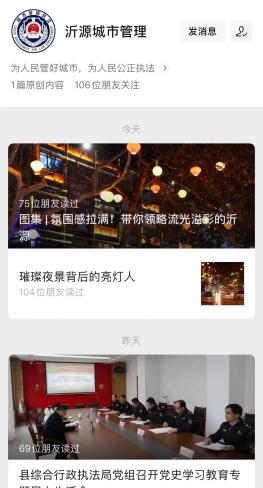 沂源城市管理
发消息
为人民管好城市，为人民公正执法
1篇原创内容 106位朋友关注
今天
75位朋友读过
图集 | 氛围感拉满！带你领略流光溢彩的沂
源
璀璨夜景背后的亮灯人
104位朋友读过
昨天
69位朋友读过
县综合行政执法局党组召开党史学习教育专